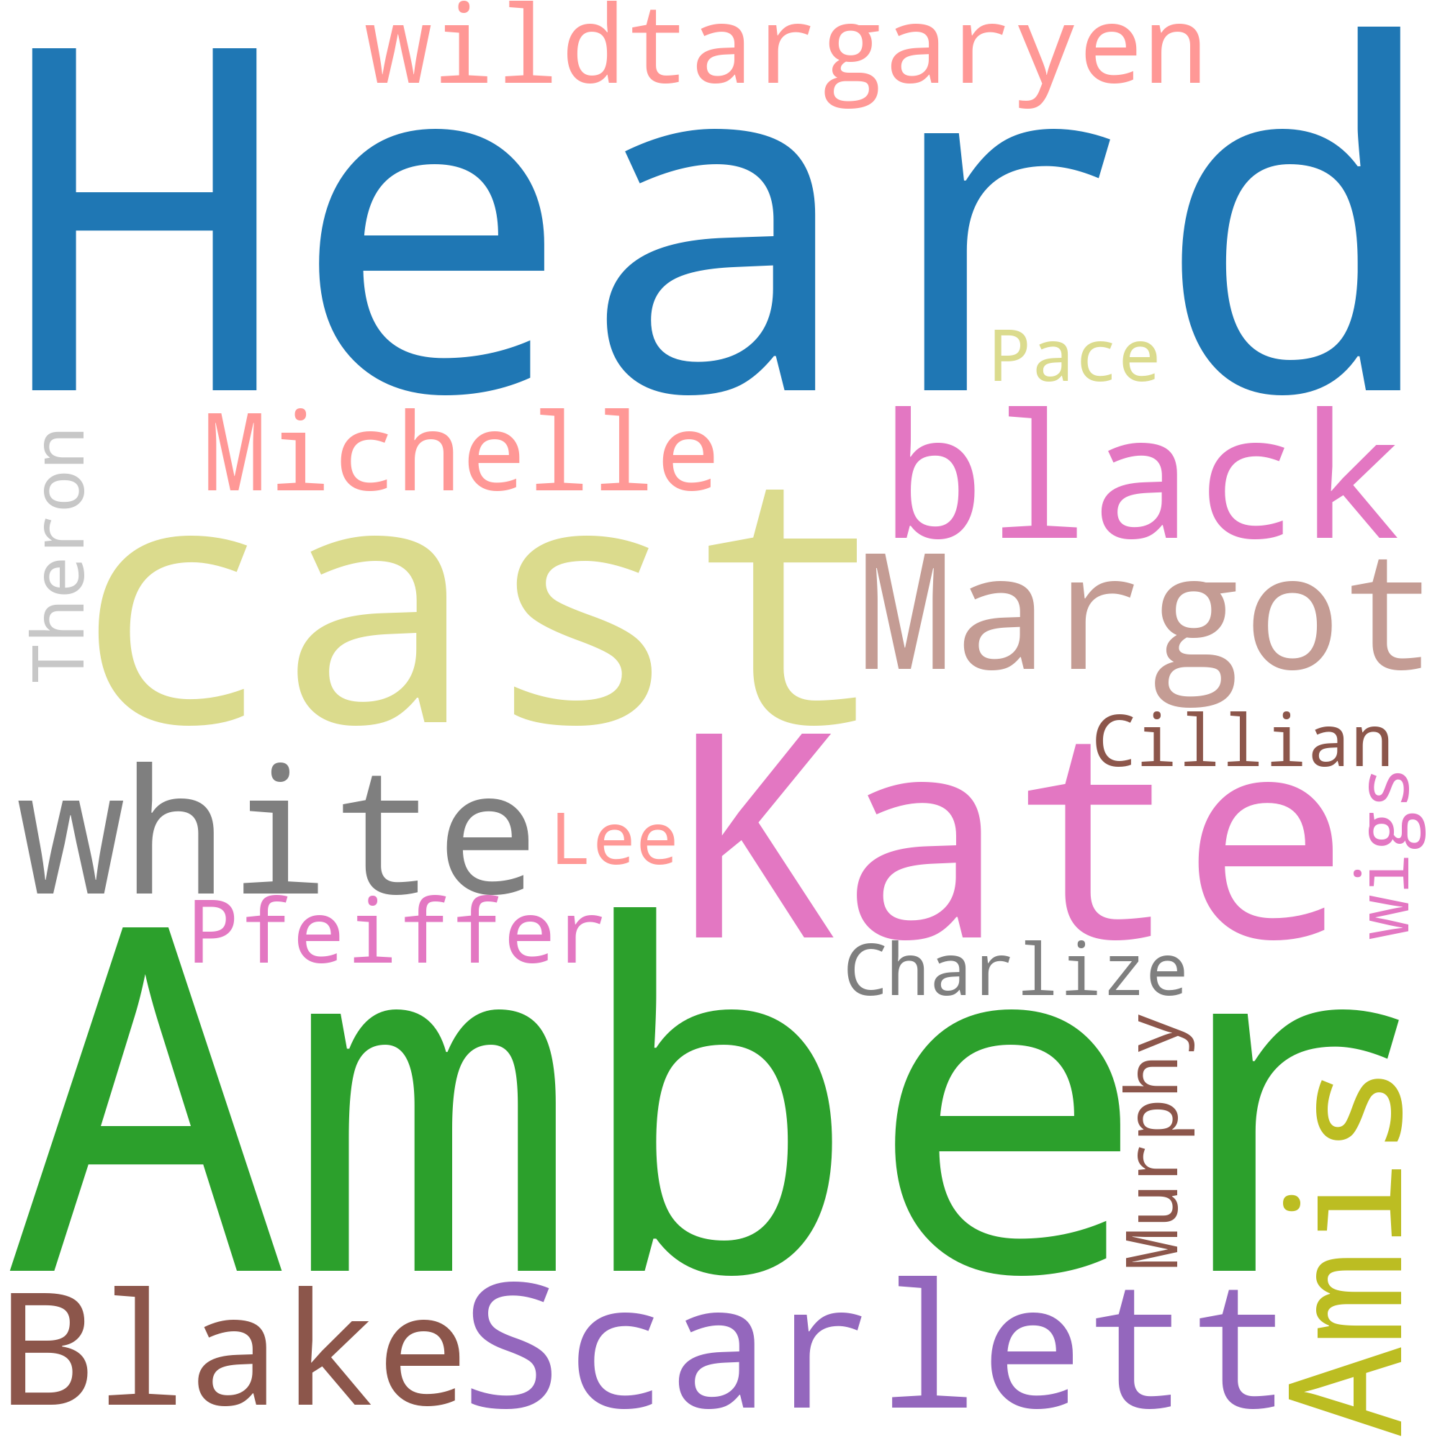 wildtargaryen
Heard
Pace
Michelle
black
Theron
cast
Margot
Cillian
white
Lee
Kate
wigs
Pfeiffer
Charlize
Amber
Murphy
Amis
Blake
Scarlett